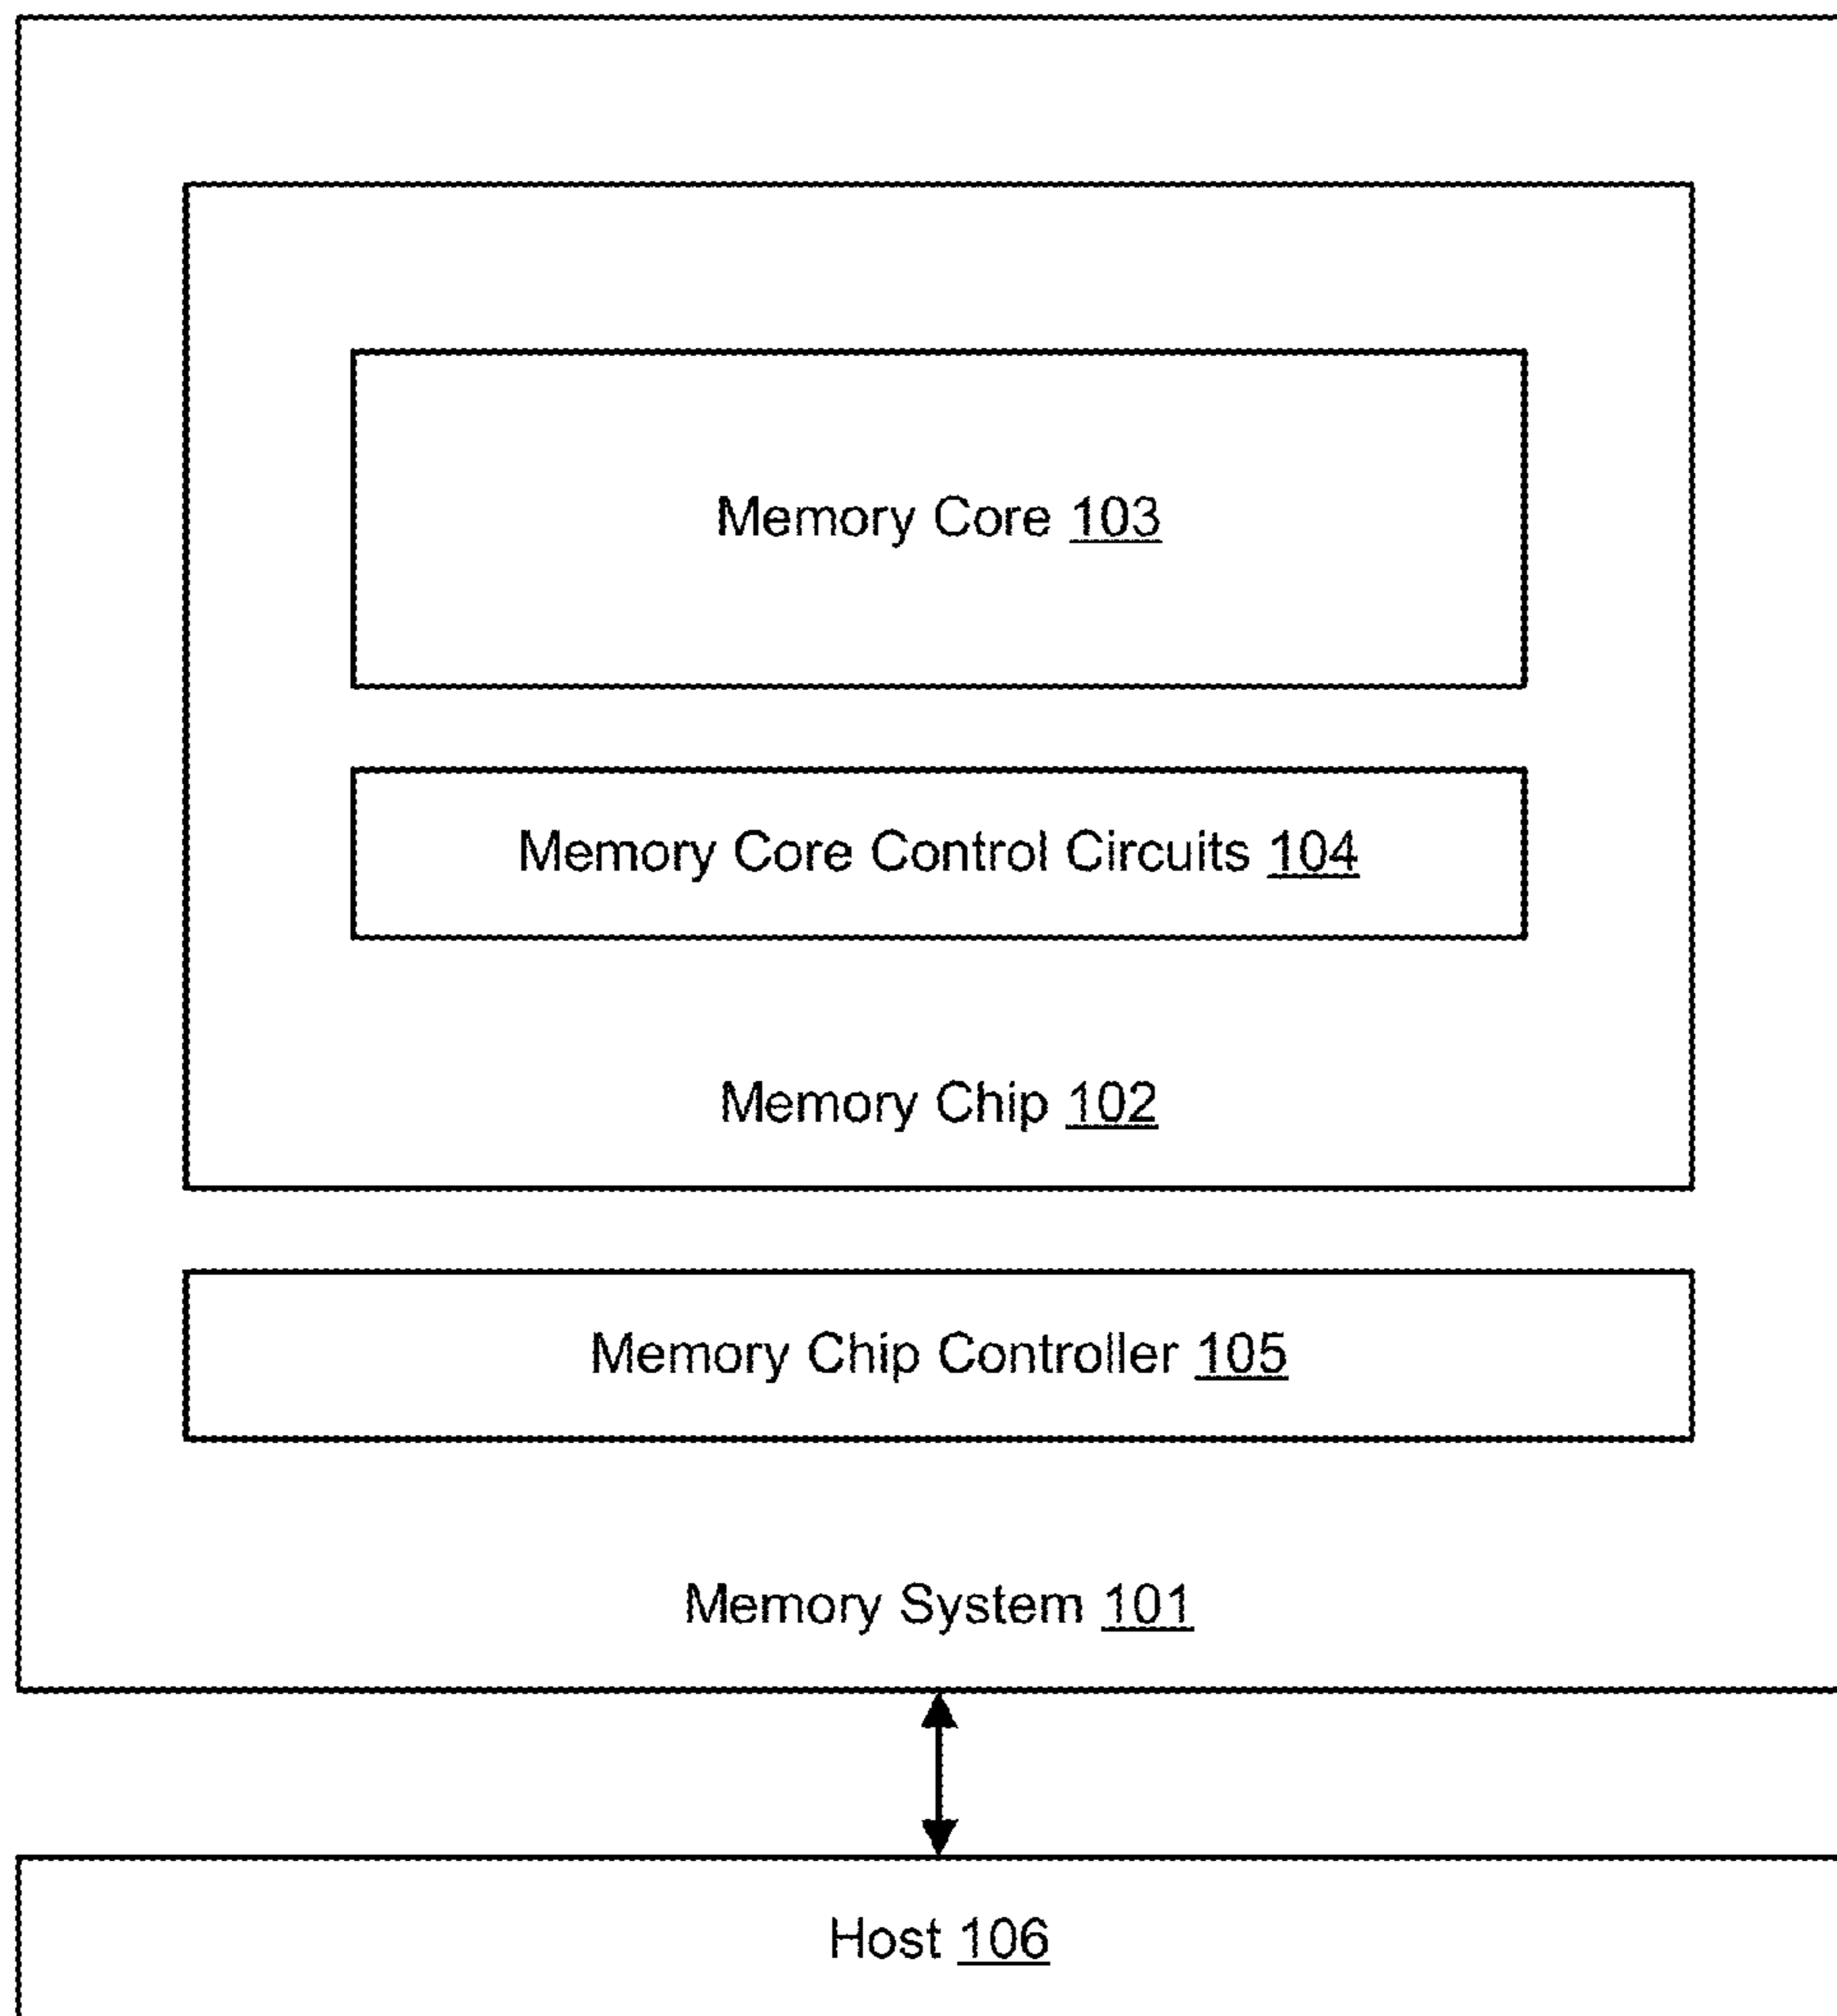 Memory Core 103
Memory Core Control Circuits 104
Memory Chip 102
Memory Chip Controller 105
Memory System 101
Host 106